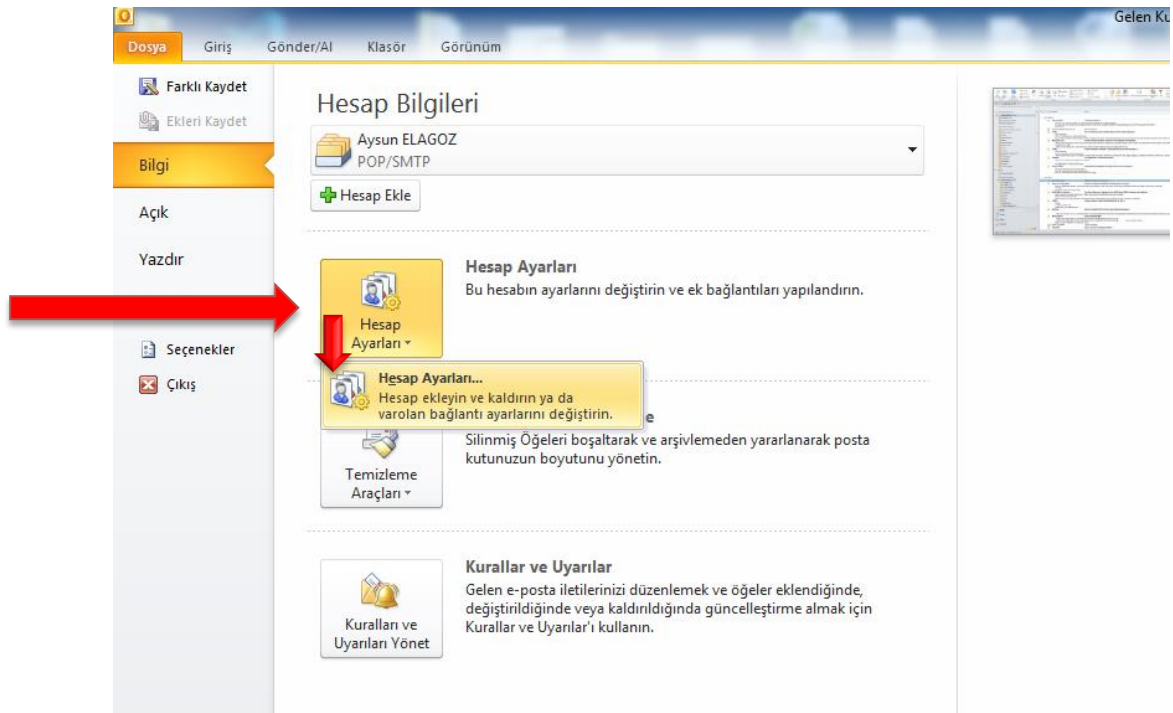 Gelen Ku
Dosya Giriş Gönder/Al Klasör Görünüm
Farklı Kaydet
Ekleri Kaydet
Bilgi
Açık
Yazdır
Seçenekler
Çıkış
Hesap Bilgileri
Aysun ELAGOZ
POP/SMTP
Hesap Ekle
Hesap
Ayarları
Hesap Ayarları
Bu hesabın ayarlarını değiştirin ve ek bağlantıları yapılandırın.
Hesap Ayarları...
Hesap ekleyin ve kaldırın ya da
varolan bağlantı ayarlarını değiştirin.
e
Temizleme
Araçları
Silinmiş Öğeleri boşaltarak ve arşivlemeden yararlanarak posta
kutunuzun boyutunu yönetin.
Kuralları ve
Uyarıları Yönet
Kurallar ve Uyarılar
Gelen e-posta iletilerinizi düzenlemek ve öğeler eklendiğinde,
değiştirildiğinde veya kaldırıldığında güncelleştirme almak için
Kurallar ve Uyarılar'ı kullanın.